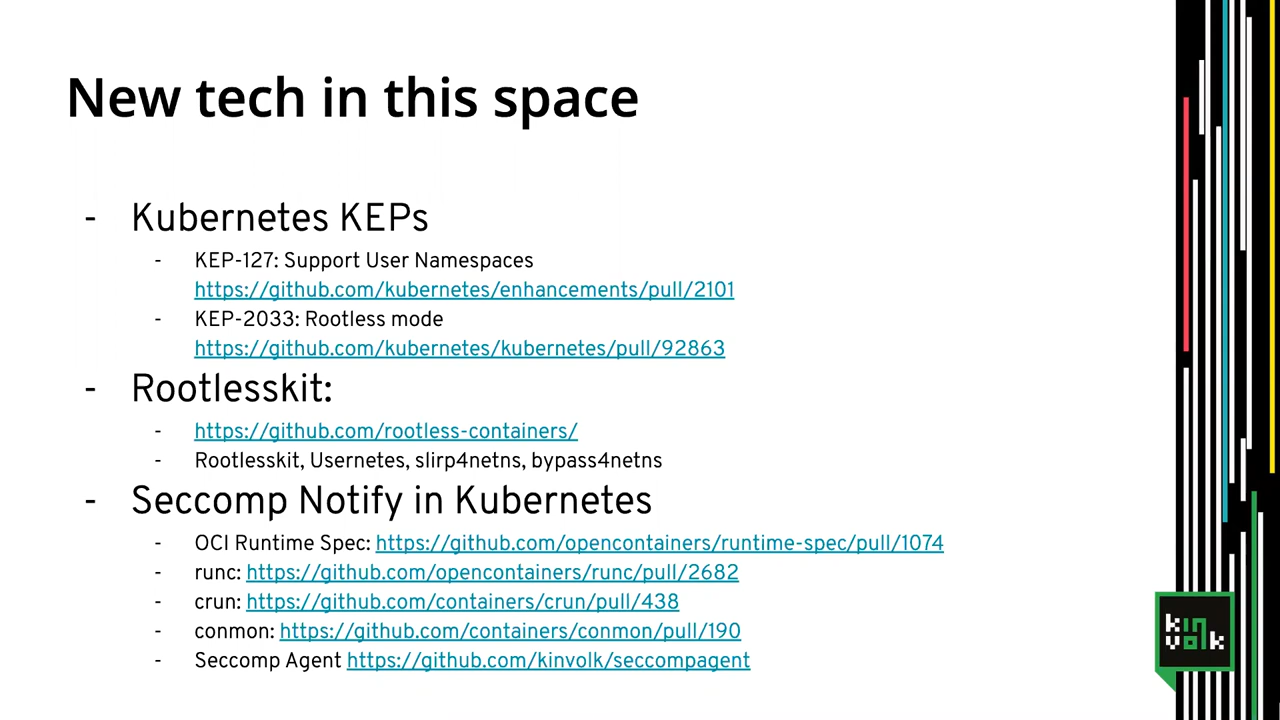 New tech in this space
- Kubernetes KEPs
- KEP-127: Support User Namespaces
https://github.com/kubernetes/enhancements/pull/2101
- KEP-2033: Rootless mode
https://github.com/kubernetes/kubernetes/pull/92863
- Rootlesskit:
- https://github.com/rootless-containers/
- Rootlesskit, Usernetes, slirp4netns, bypass4netns
- Seccomp Notify in Kubernetes
- OCI Runtime Spec: https://github.com/opencontainers/runtime-spec/pull/1074
- runc: https://github.com/opencontainers/runc/pull/2682
- crun: https://github.com/containers/crun/pull/438
- conmon: https://github.com/containers/conmon/pull/190
- Seccomp Agent https://github.com/kinvolk/seccompagent
kin
volk